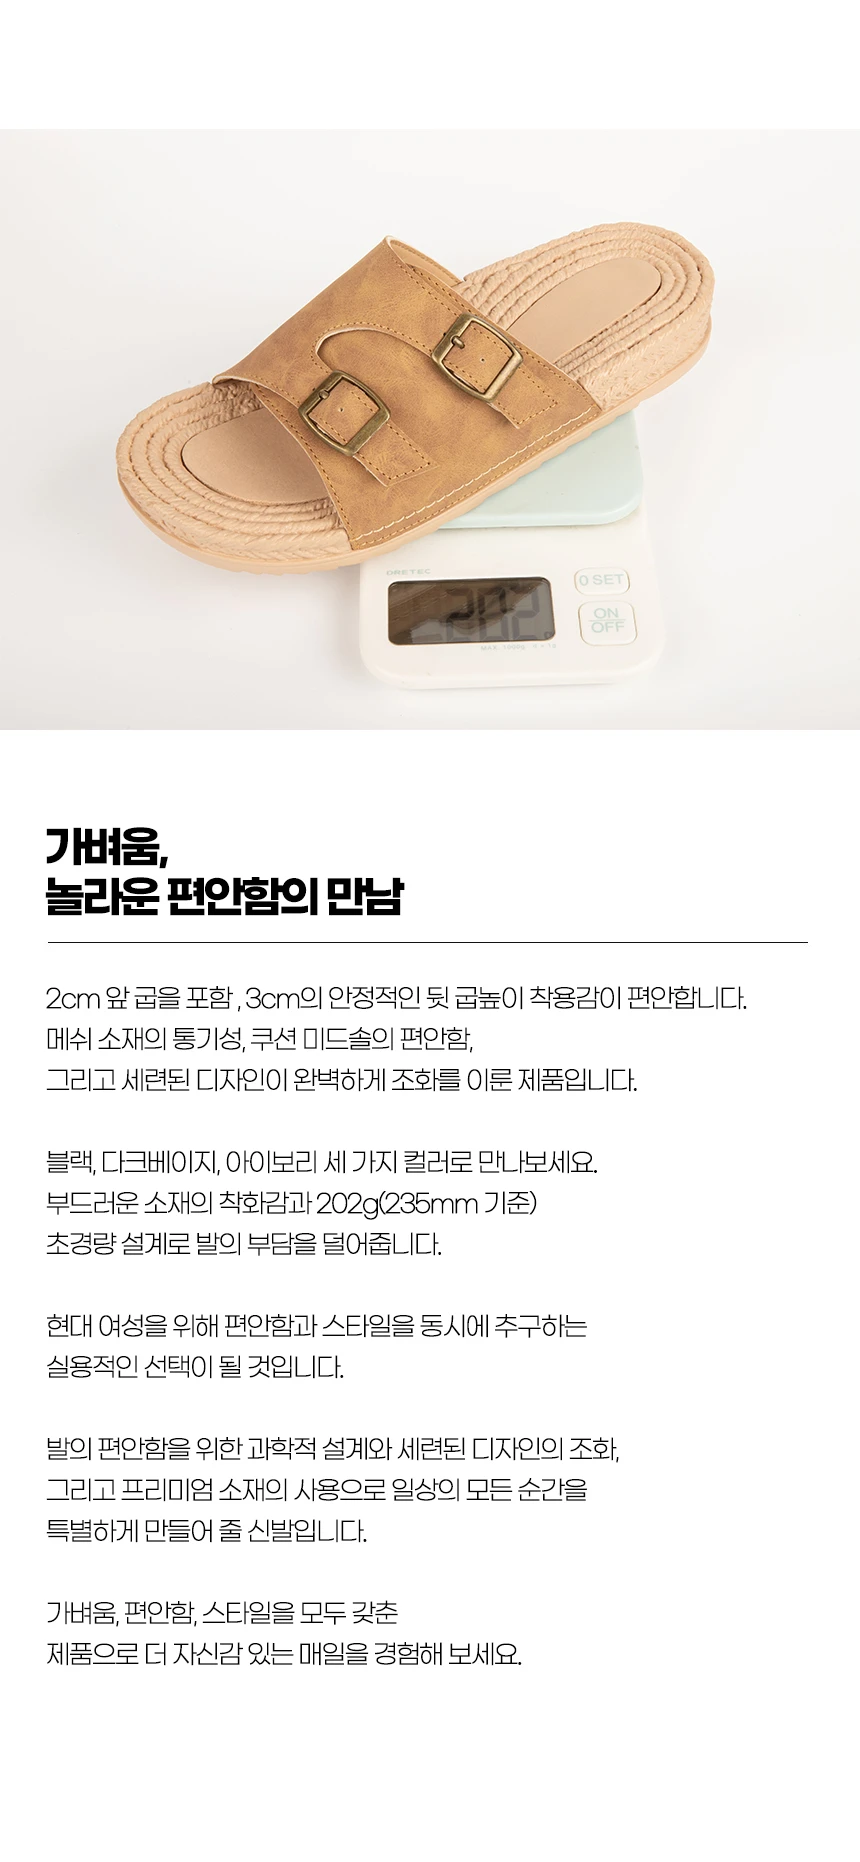 DRETEC
202g
0 SET
ON
OFF
MAX. 1000g
가벼움,
놀라운 편안함의 만남
2cm 앞 굽을 포함 , 3cm의 안정적인 뒷 굽높이 착용감이 편안합니다.
메쉬 소재의 통기성, 쿠션 미드솔의 편안함,
그리고 세련된 디자인이 완벽하게 조화를 이룬 제품입니다.
블랙, 다크베이지, 아이보리 세 가지 컬러로 만나보세요.
부드러운 소재의 착화감과 202g(235mm 기준)
초경량 설계로 발의 부담을 덜어줍니다.
현대 여성을 위해 편안함과 스타일을 동시에 추구하는
실용적인 선택이 될 것입니다.
발의 편안함을 위한 과학적 설계와 세련된 디자인의 조화,
그리고 프리미엄 소재의 사용으로 일상의 모든 순간을
특별하게 만들어 줄 신발입니다.
가벼움, 편안함, 스타일을 모두 갖춘
제품으로 더 자신감 있는 매일을 경험해 보세요.